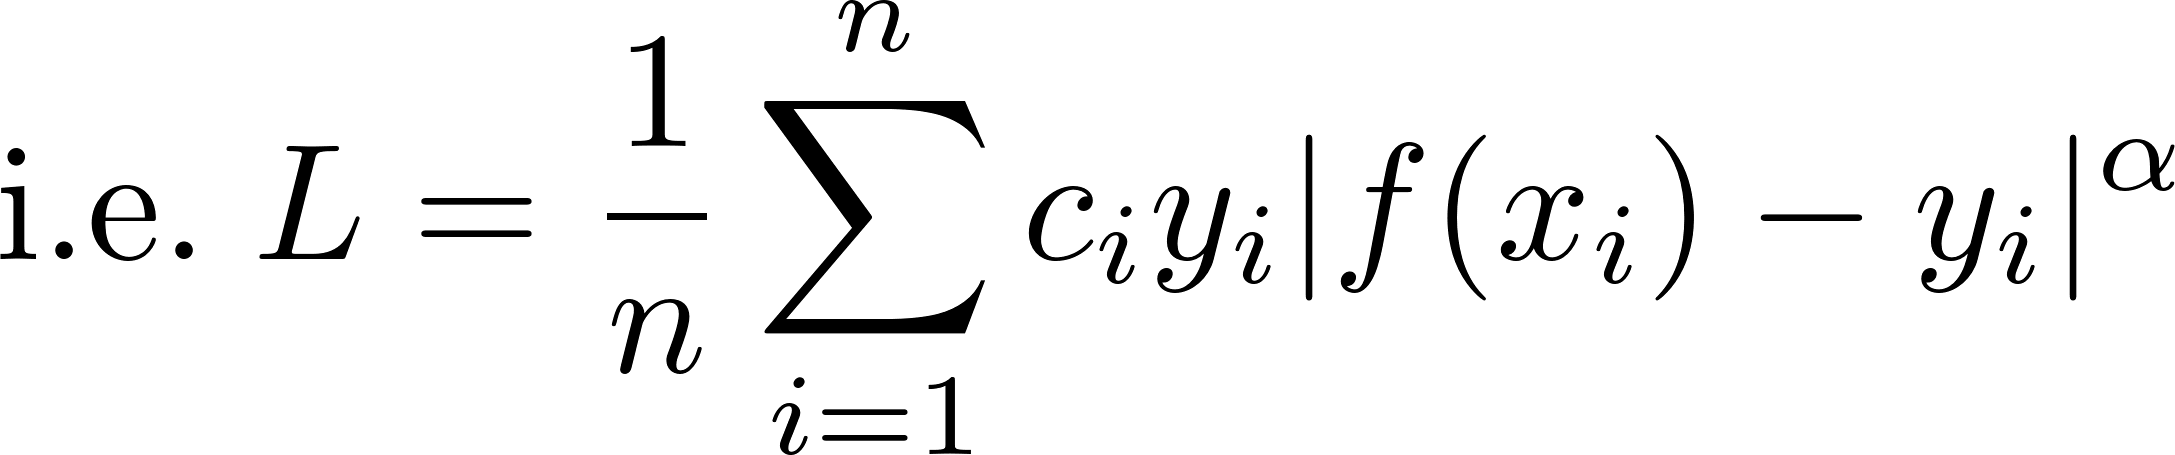 i.e. $L = \frac{1}{n} \sum_{i=1}^{n} c_i y_i |f(x_i) - y_i|^\alpha$